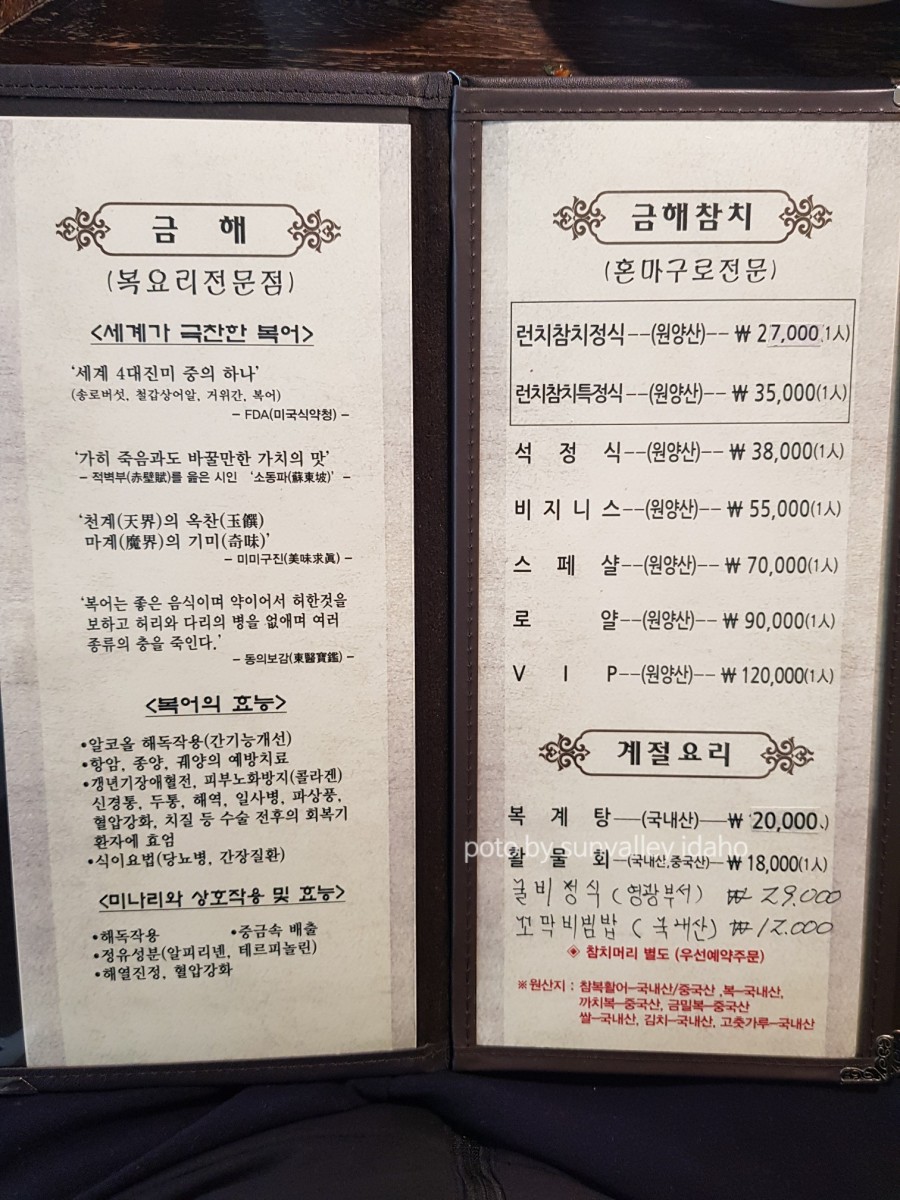 금 해
(복요리전문점)
<세계가 극찬한 복어>
‘세계 4대진미 중의 하나’
(송로버섯, 철갑상어알, 거위간, 복어)
– FDA(미국식약청) –
‘가히 죽음과도 바꿀만한 가치의 맛’
– 적벽부(赤壁賦)를 읊은 시인 ‘소동파(蘇東坡)’ –
‘천계(天界)의 옥찬(玉饌)
마계(魔界)의 기미(奇味)’
– 미미구진(美味求眞) –
‘복어는 좋은 음식이며 약이어서 허한것을
보하고 허리와 다리의 병을 없애며 여러
종류의 충을 죽인다.’
– 동의보감(東醫寶鑑) –
<복어의 효능>
•알코올 해독작용(간기능개선)
•항암, 종양, 궤양의 예방치료
•갱년기장애혈전, 피부노화방지(콜라겐)
신경통, 두통, 해역, 일사병, 파상풍,
혈압강화, 치질 등 수술 전후의 회복기
환자에 효엄
•식이요법(당뇨병, 간장질환)
<미나리와 상호작용 및 효능>
•해독작용 •중금속 배출
•정유성분(알피리넨, 테르피놀린)
•해열진정, 혈압강화
금해참치
(혼마구로전문)
런치참치정식--(원양산)--₩ 27,000(1人)
런치참치특정식--(원양산)--₩ 35,000(1人)
석 정 식--(원양산)--₩ 38,000(1人)
비 지 니 스--(원양산)--₩ 55,000(1人)
스 페 샬--(원양산)--₩ 70,000(1人)
로 얄--(원양산)--₩ 90,000(1人)
V I P--(원양산)--₩ 120,000(1人)
계절요리
복 계 탕--(국내산)--₩ 20,000.)
poto by sunvalley idaho
활 물 회--(국내산,중국산)--₩ 18,000(1人)
굴비정식 (영광부서) ₩ 29.000
꼬막비빔밥 (국내산) ₩ 12.000
◈ 참치머리 별도 (우선예약주문)
※원산지 : 참복활어–국내산/중국산 ,복–국내산,
까치복–중국산, 금밀복–중국산
쌀–국내산, 김치–국내산, 고춧가루–국내산